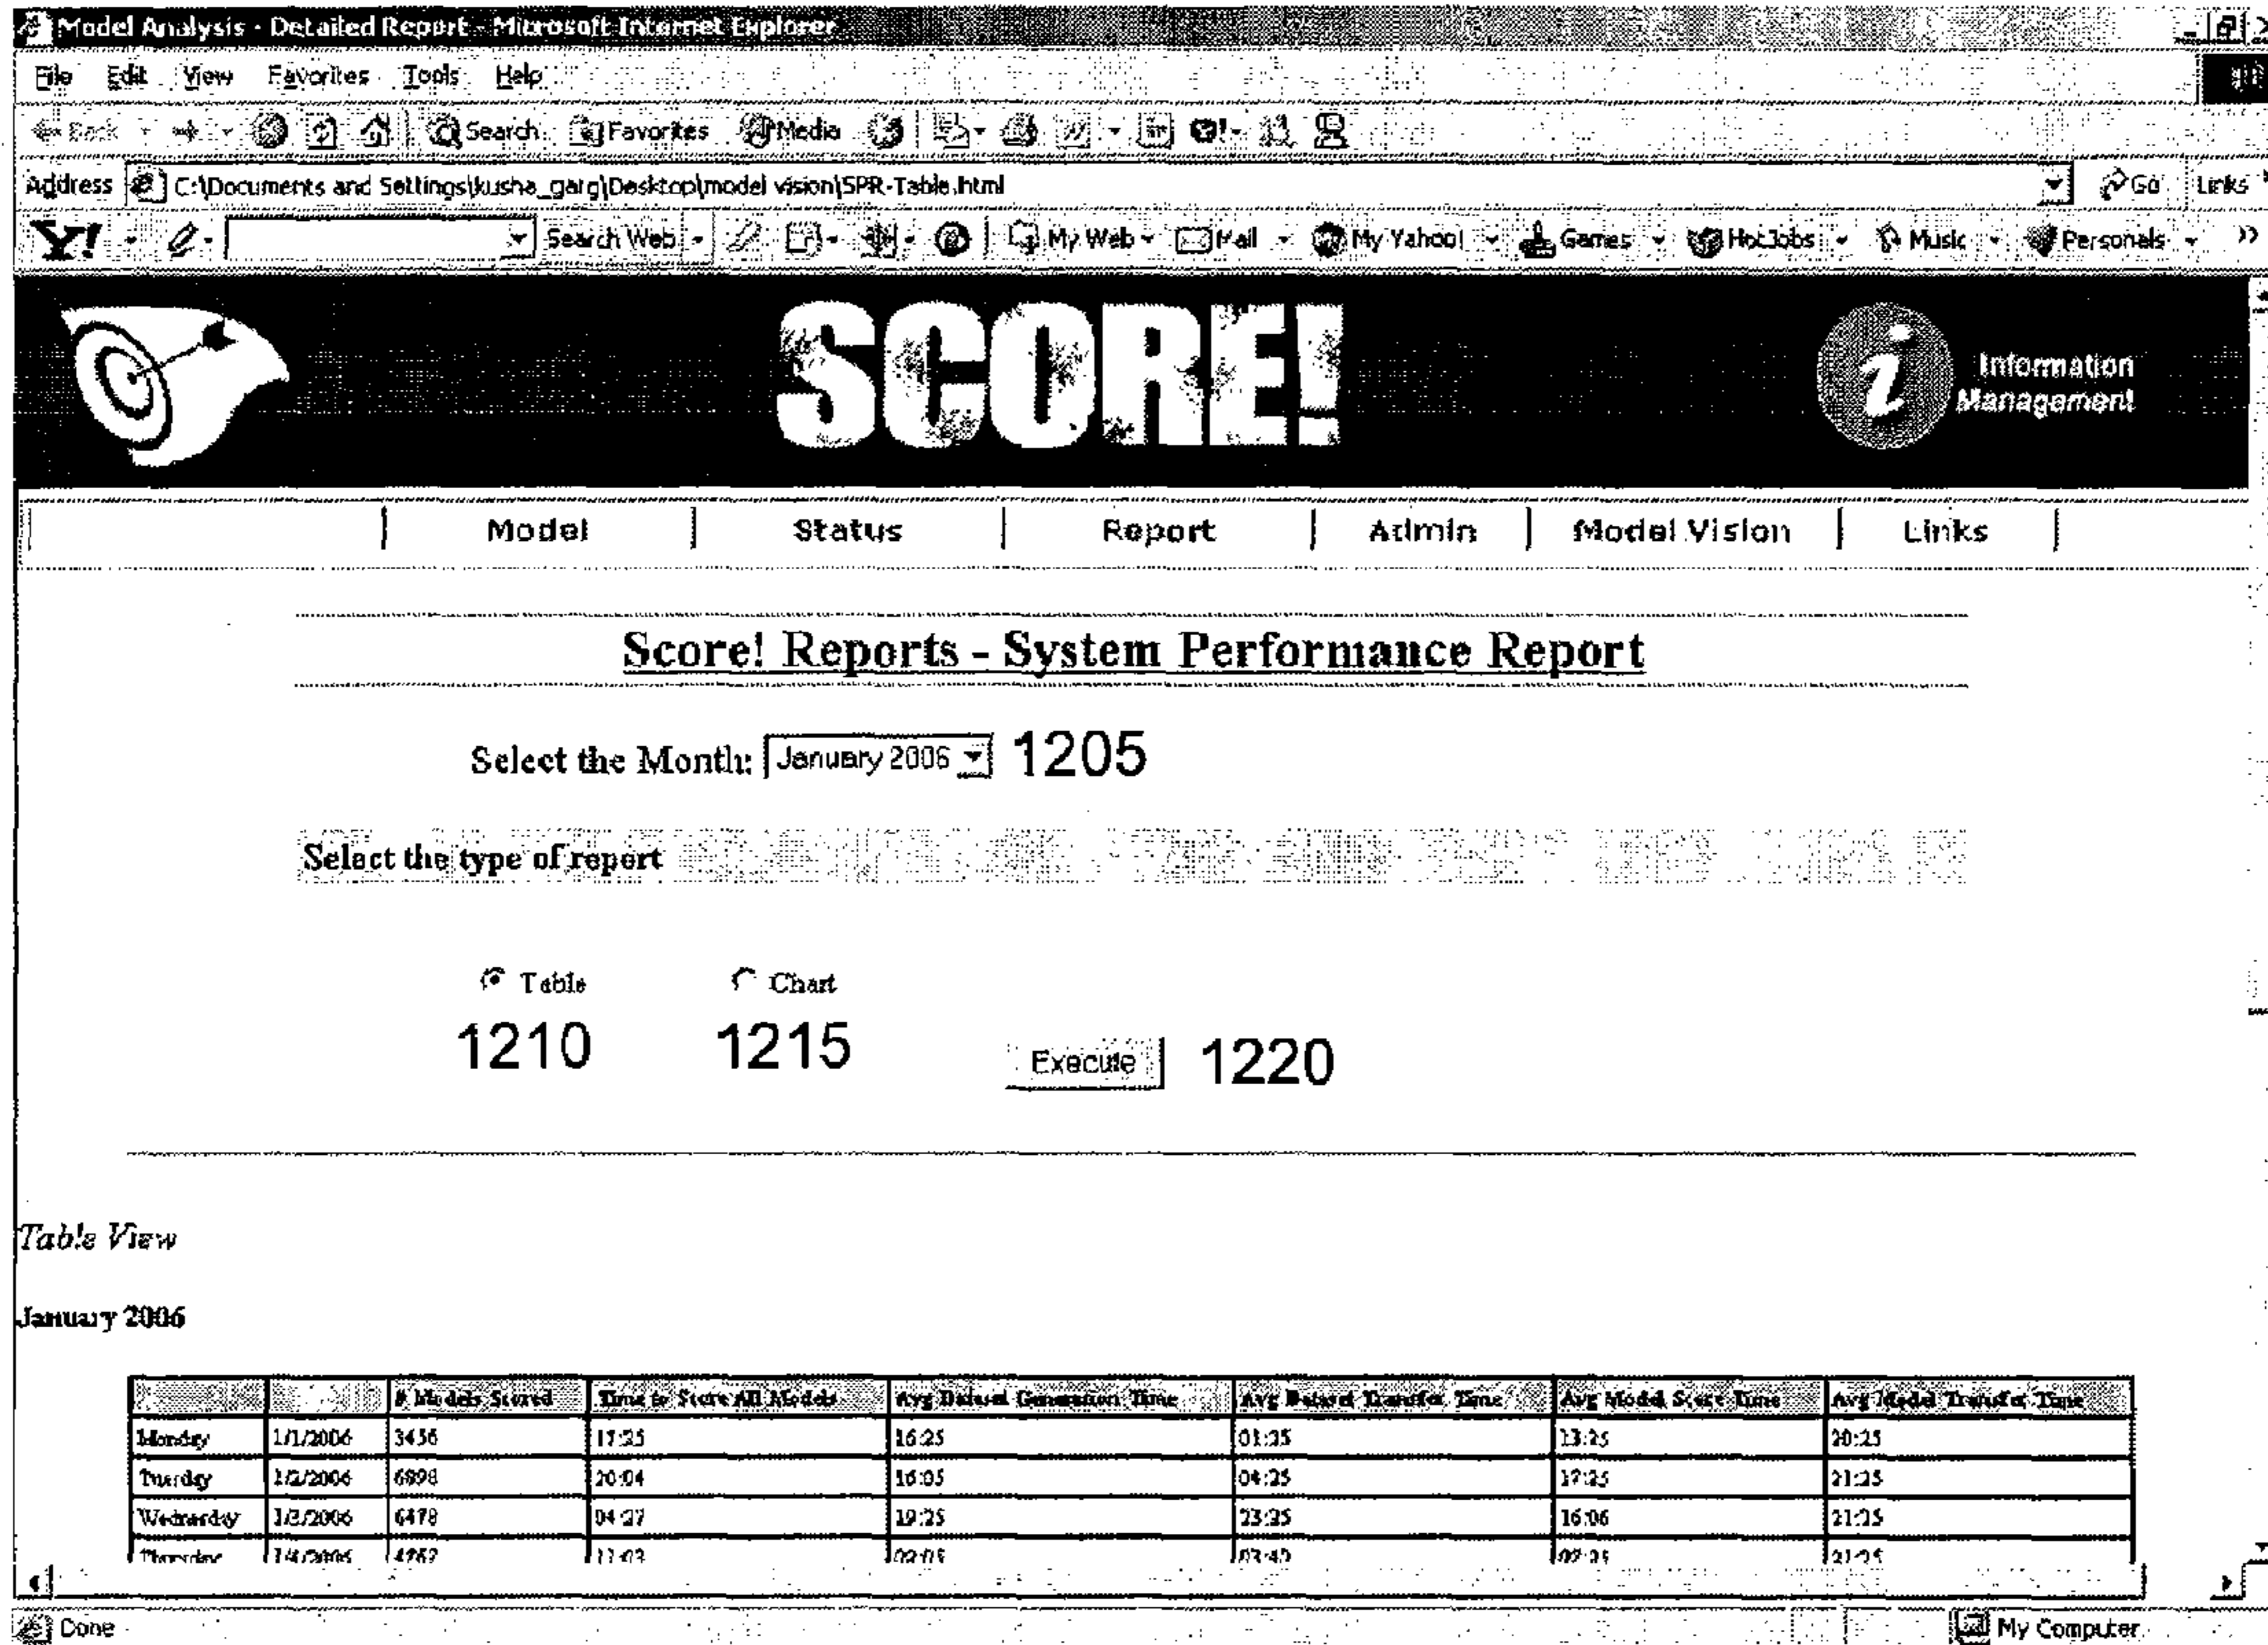 Model Analysis - Detailed Report - Microsoft Internet Explorer
File Edit View Favorites Tools Help
Back Search Favorites Media
Address C:\Documents and Settings\kusha_garg\Desktop\model vision\SPR-Table.html Go Links
Y! Search Web My Web Mail My Yahoo! Games HotJobs Music Personals »
SCORE!
i Information Management
Model | Status | Report | Admin | Model Vision | Links
Score! Reports - System Performance Report
Select the Month: January 2006 1205
Select the type of report
Table Chart
1210 1215 Execute 1220
Table View
January 2006
# Models Scored Time to Score All Models Avg Dataset Generation Time Avg Dataset Transfer Time Avg Model Score Time Avg Model Transfer Time
Monday 1/1/2006 3456 17:25 16:25 01:25 13:25 20:25
Tuesday 1/2/2006 20:04 16:05 04:25 17:25 21:25
Wednesday 1/3/2006 6478 04:27 19:25 23:25 16:06 21:25
Thursday 1/4/2006 21:25
Done My Computer